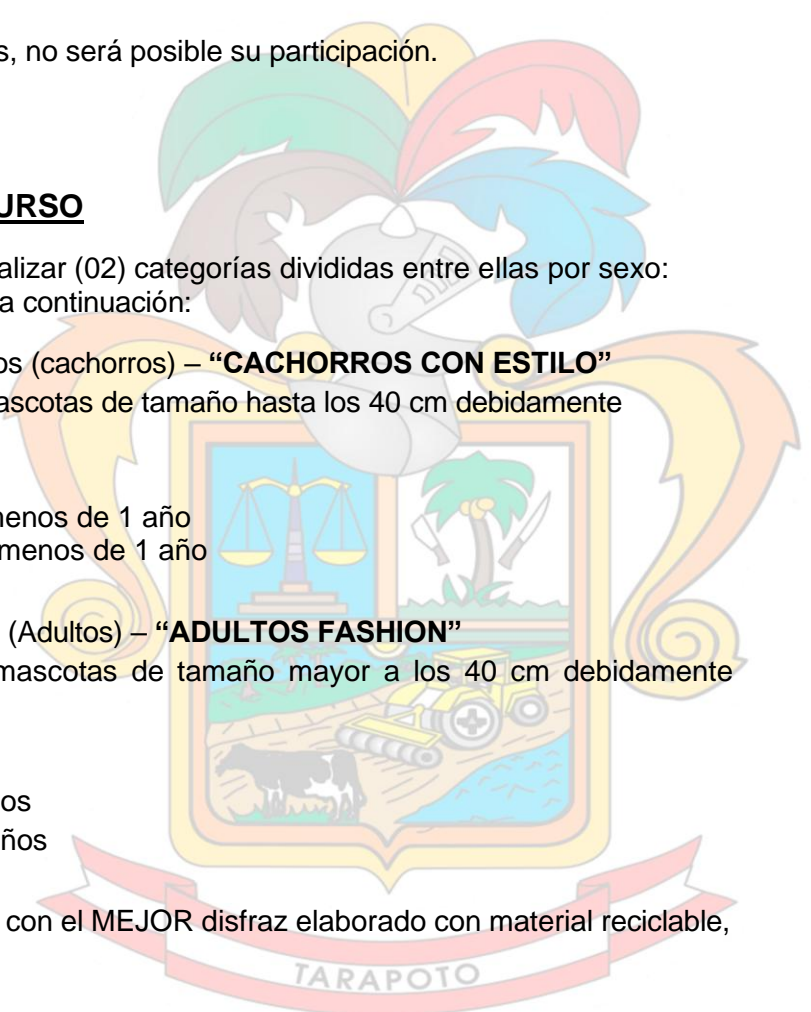 s, no será posible su participación.
URSO
alizar (02) categorías divididas entre ellas por sexo:
a continuación:
os (cachorros) – “CACHORROS CON ESTILO”
ascotas de tamaño hasta los 40 cm debidamente
menos de 1 año
menos de 1 año
(Adultos) – “ADULTOS FASHION”
mascotas de tamaño mayor a los 40 cm debidamente
os
ños
con el MEJOR disfraz elaborado con material reciclable,
TARAPOTO